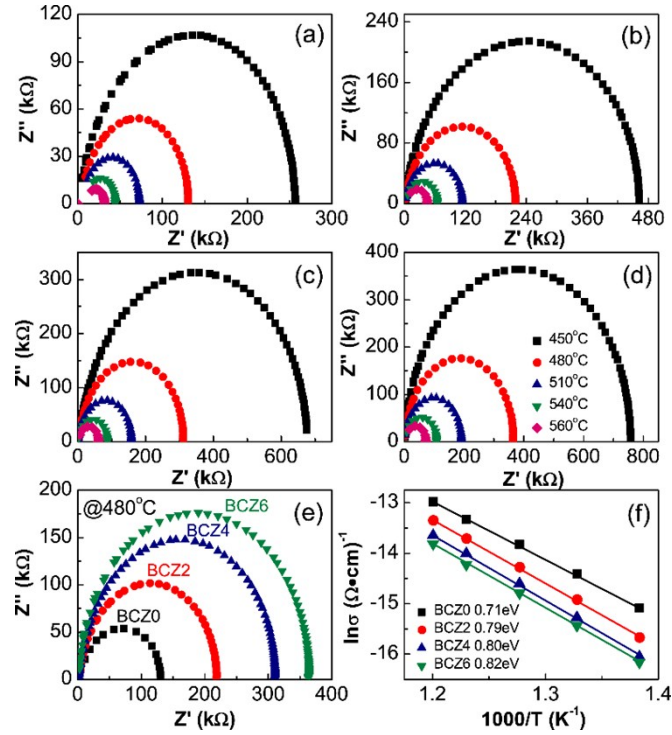 120
90
60
30
0
Z'' (kΩ)
(a)
0 100 200 300
Z' (kΩ)
240
160
80
0
Z'' (kΩ)
(b)
0 120 240 360 480
Z' (kΩ)
300
200
100
0
Z'' (kΩ)
(c)
0 200 400 600
Z' (kΩ)
400
300
200
100
0
Z'' (kΩ)
(d)
450°C
480°C
510°C
540°C
560°C
0 200 400 600 800
Z' (kΩ)
200
150
100
50
0
Z'' (kΩ)
@480°C
(e)
BCZ6
BCZ4
BCZ2
BCZ0
0 100 200 300 400
Z' (kΩ)
-13
-14
-15
-16
lnσ (Ω•cm)⁻¹
(f)
BCZ0 0.71eV
BCZ2 0.79eV
BCZ4 0.80eV
BCZ6 0.82eV
1.2 1.3 1.4
1000/T (K⁻¹)